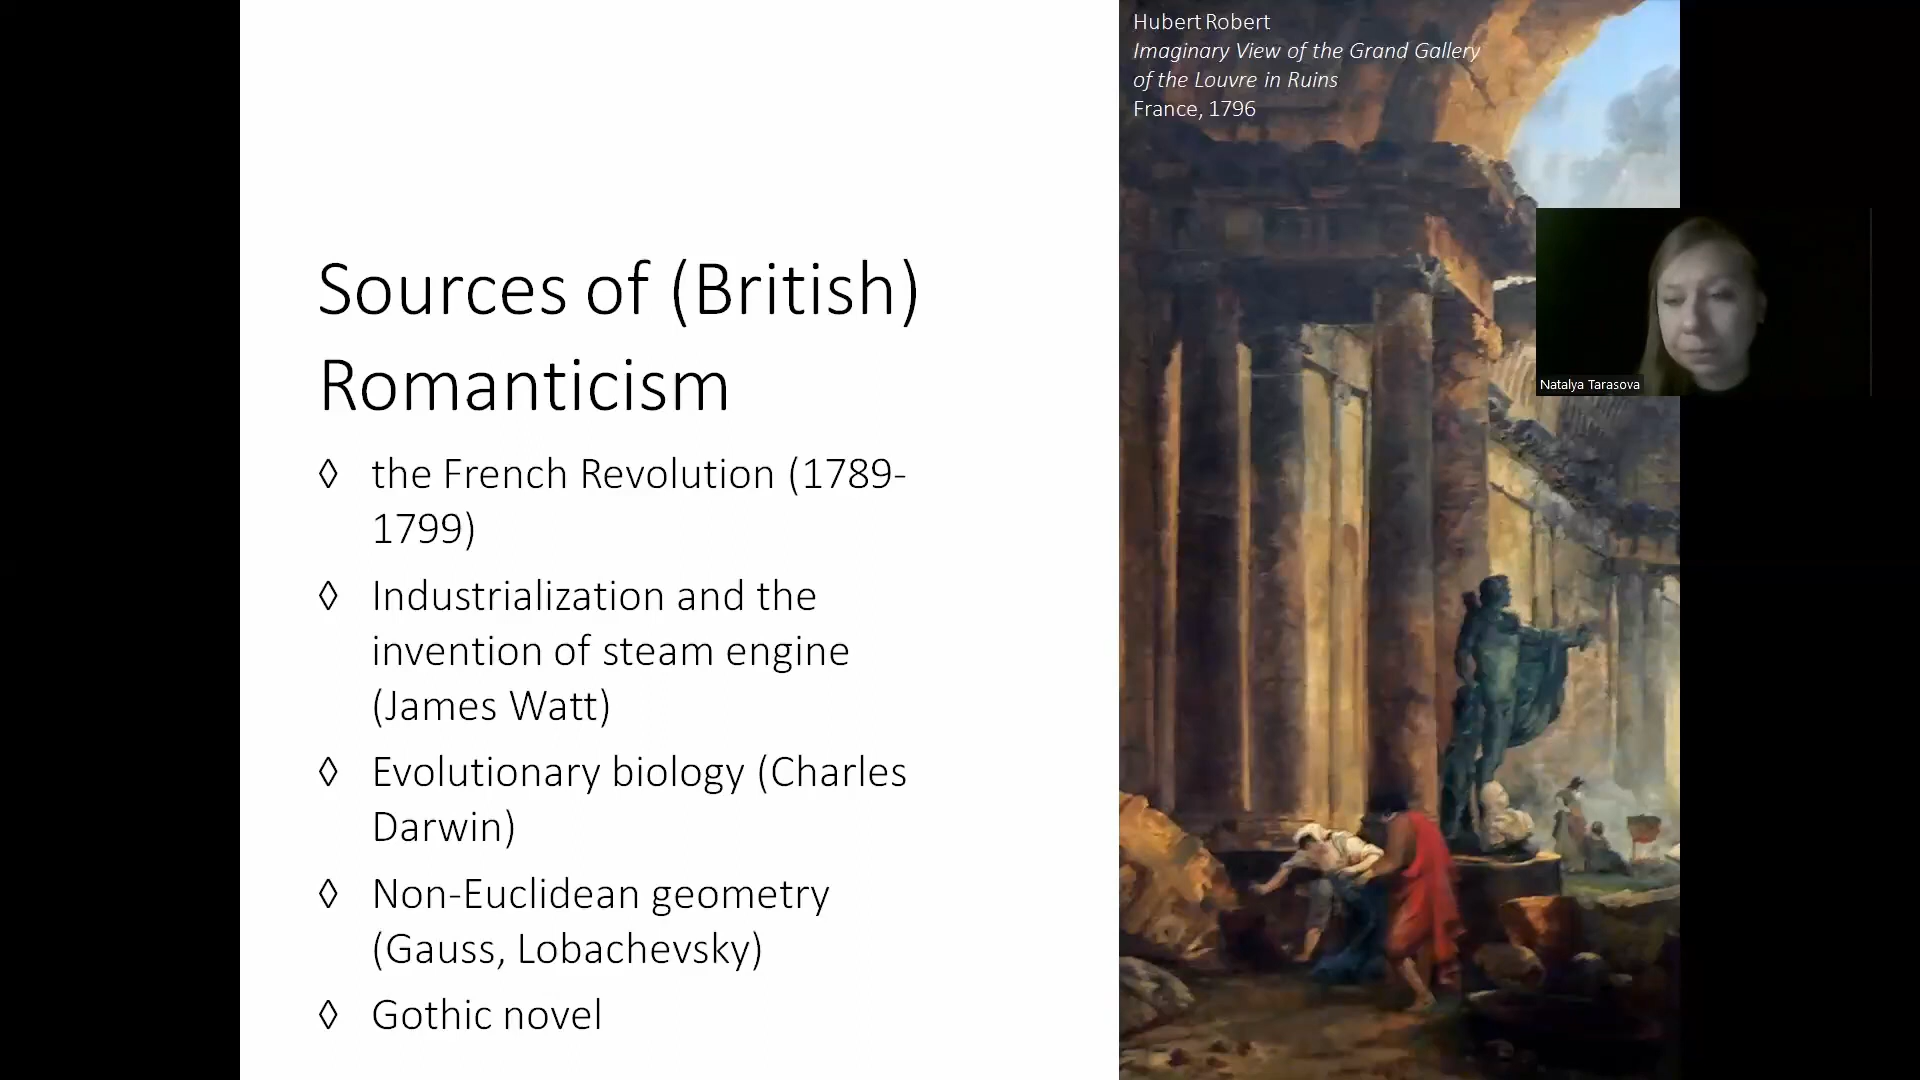 Hubert Robert
Imaginary View of the Grand Gallery
of the Louvre in Ruins
France, 1796
Sources of (British)
Romanticism
◊ the French Revolution (1789-
1799)
◊ Industrialization and the
invention of steam engine
(James Watt)
◊ Evolutionary biology (Charles
Darwin)
◊ Non-Euclidean geometry
(Gauss, Lobachevsky)
◊ Gothic novel
Natalya Tarasova